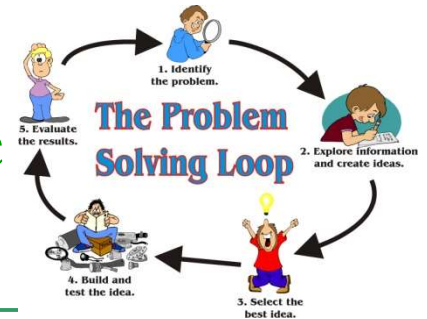 The Problem
Solving Loop
1. Identify
the problem.
2. Explore information
and create ideas.
3. Select the
best idea.
4. Build and
test the idea.
5. Evaluate
the results.